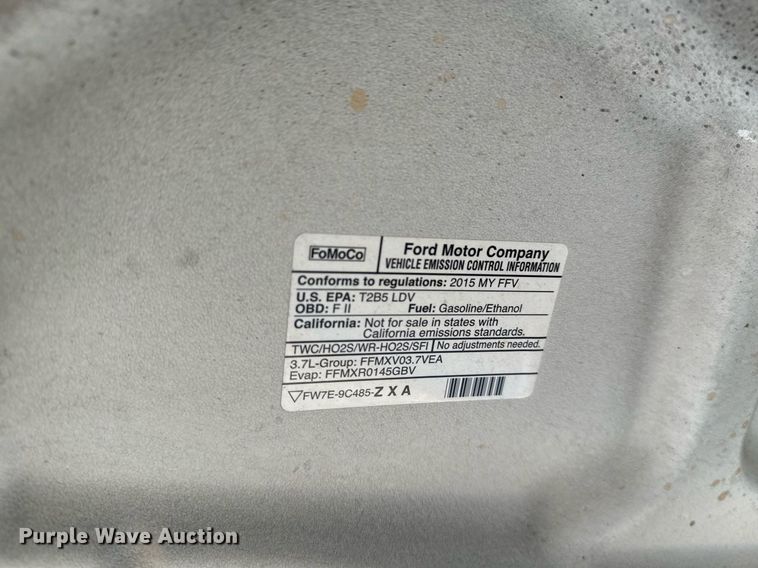 FoMoCo
Ford Motor Company
VEHICLE EMISSION CONTROL INFORMATION
Conforms to regulations: 2015 MY FFV
U.S. EPA: T2B5 LDV
OBD: F II Fuel: Gasoline/Ethanol
California: Not for sale in states with
California emissions standards.
TWC/HO2S/WR-HO2S/SFI No adjustments needed.
3.7L-Group: FFMXV03.7VEA
Evap: FFMXR0145GBV
FW7E-9C485-Z X A
Purple Wave Auction